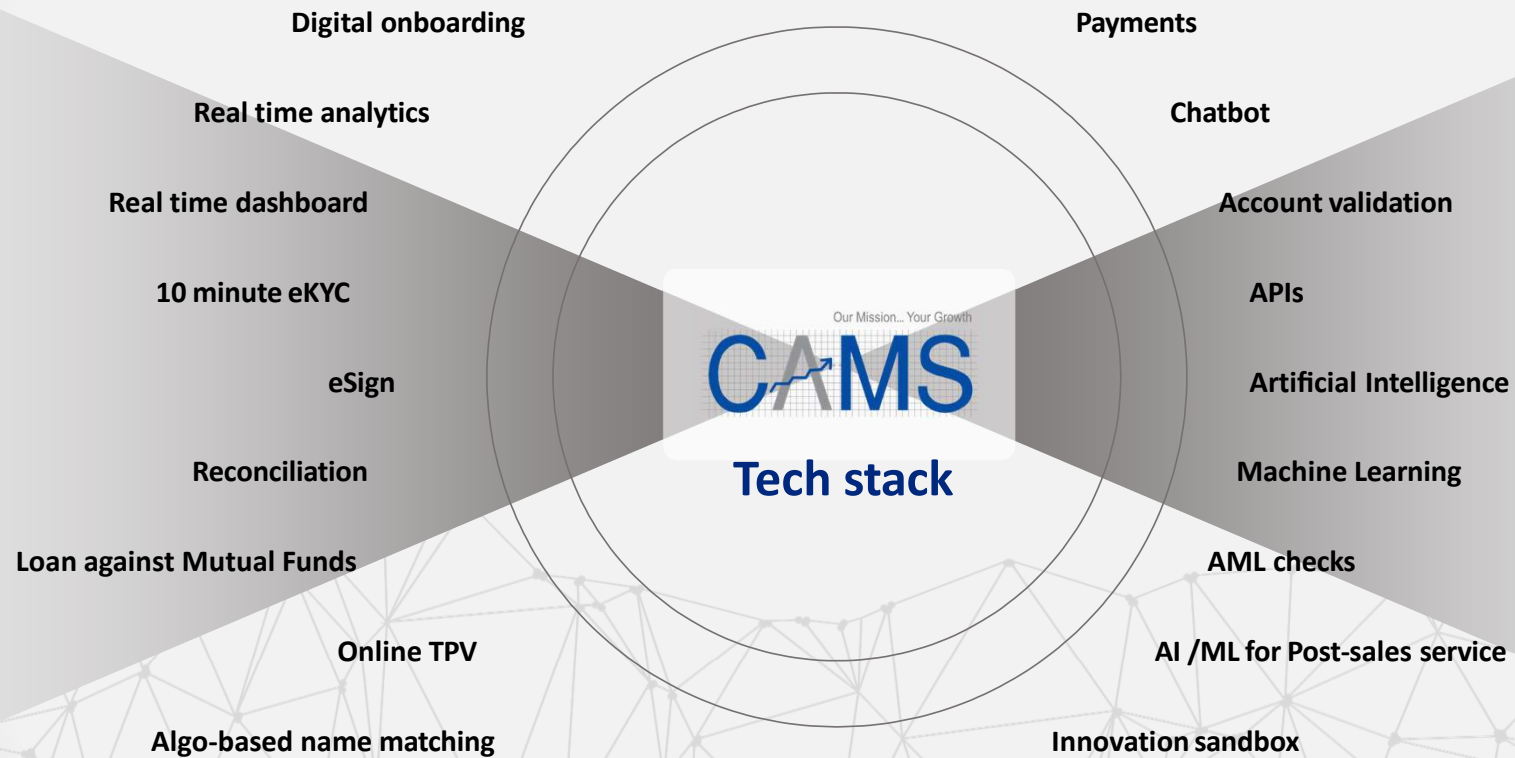 Digital onboarding
Payments
Real time analytics
Chatbot
Real time dashboard
Account validation
10 minute eKYC
APIs
Our Mission... Your Growth
CAMS
eSign
Artificial Intelligence
Reconciliation
Machine Learning
Tech stack
Loan against Mutual Funds
AML checks
Online TPV
AI /ML for Post-sales service
Algo-based name matching
Innovation sandbox